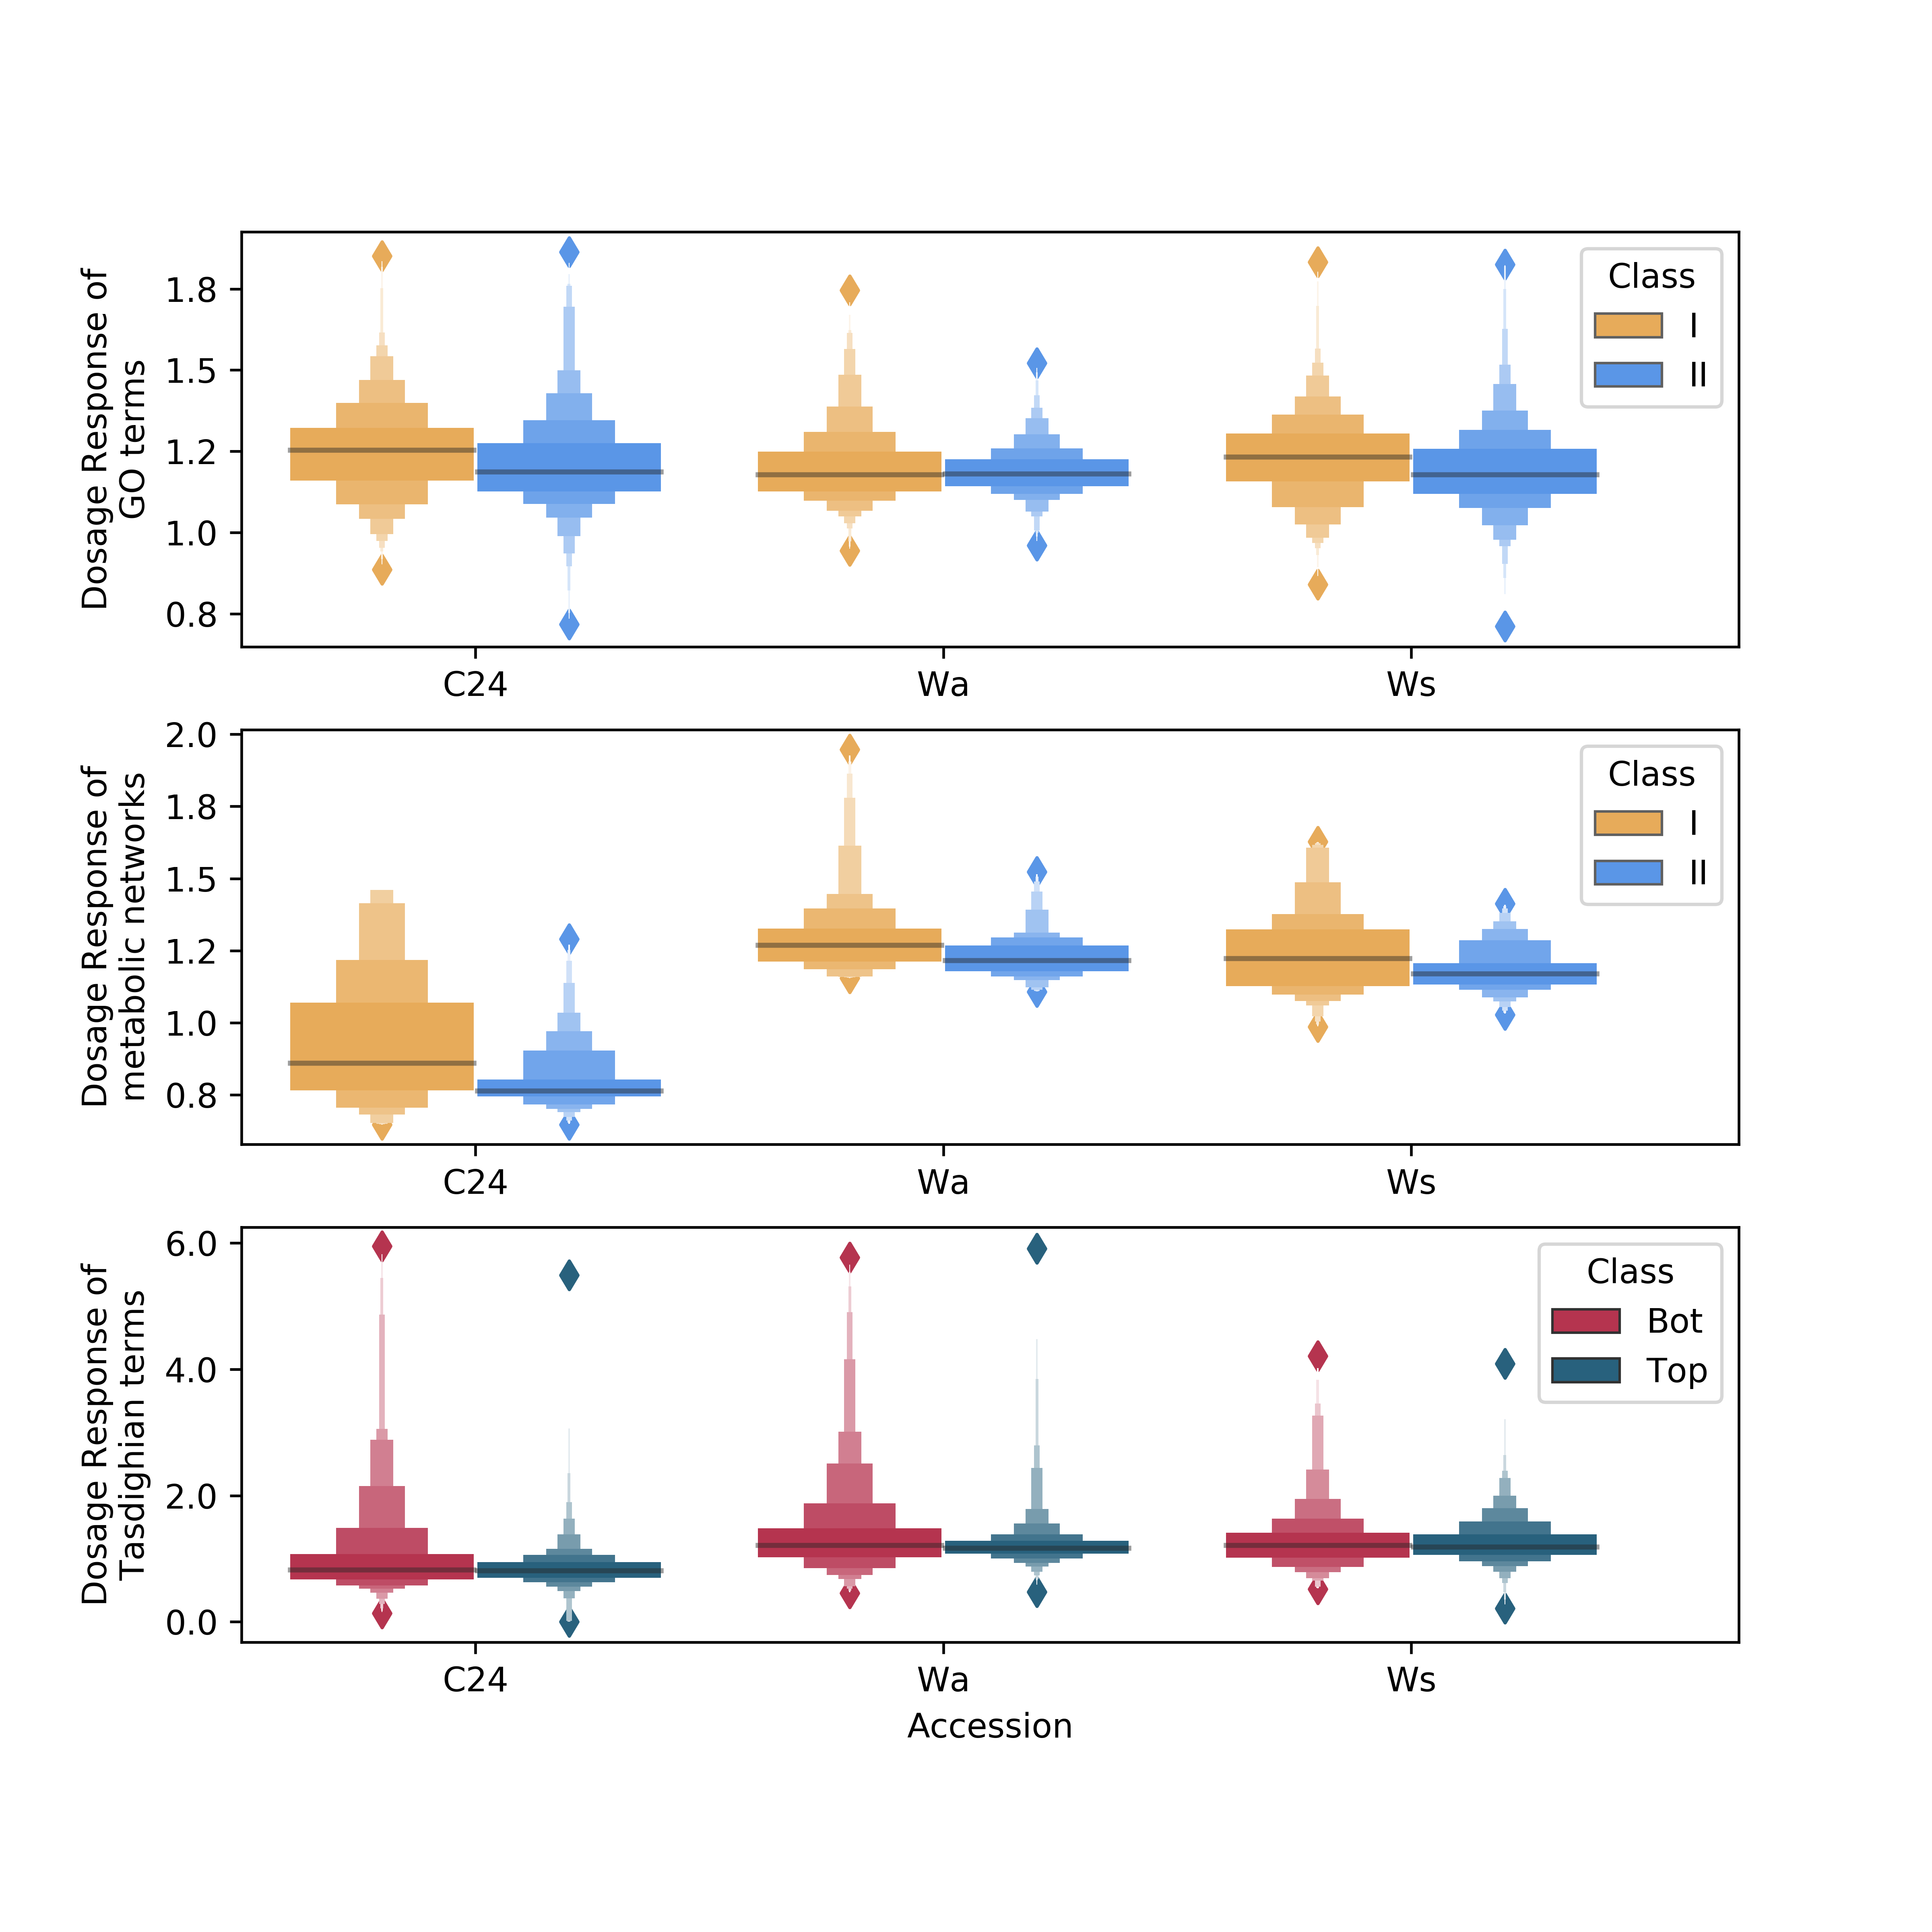 Dosage Response of
GO terms
1.8
1.5
1.2
1.0
0.8
Class
I
II
C24
Wa
Ws
Dosage Response of
metabolic networks
2.0
1.8
1.5
1.2
1.0
0.8
Class
I
II
C24
Wa
Ws
Dosage Response of
Tasdighian terms
6.0
4.0
2.0
0.0
Class
Bot
Top
C24
Wa
Ws
Accession